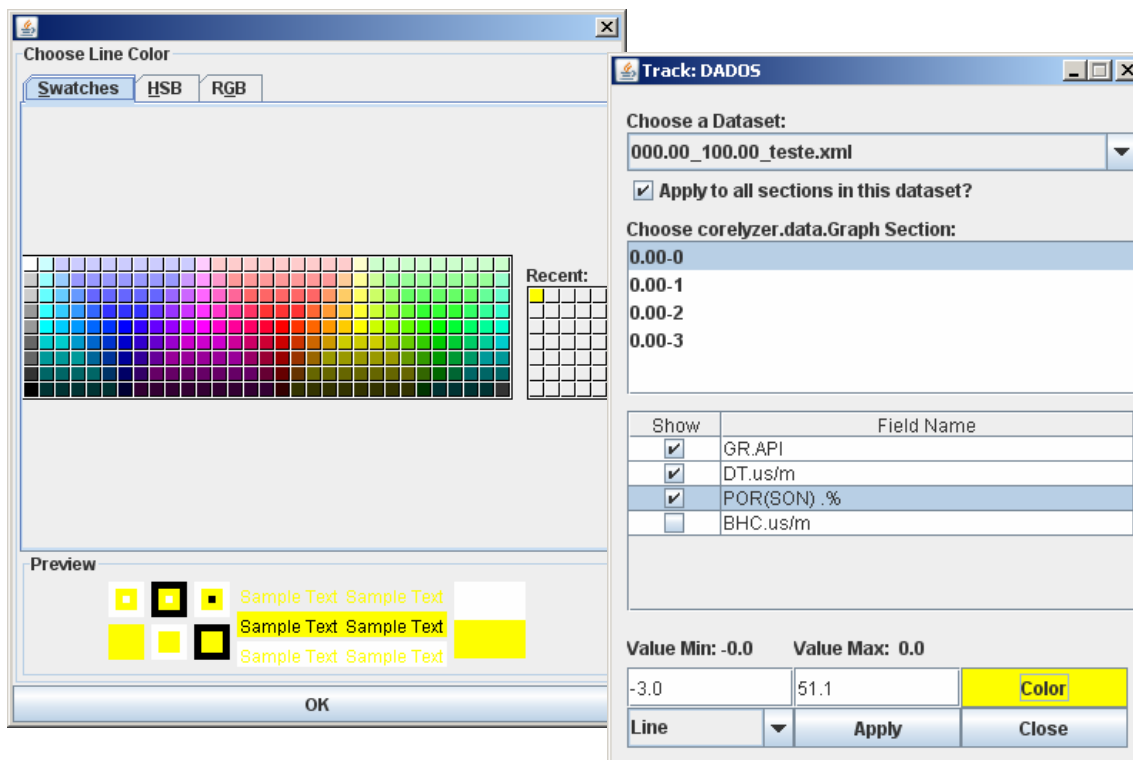 Choose Line Color
Swatches HSB RGB
Recent:
Preview
Sample Text Sample Text
Sample Text Sample Text
Sample Text Sample Text
OK
Track: DADOS
Choose a Dataset:
000.00_100.00_teste.xml
Apply to all sections in this dataset?
Choose corelyzer.data.Graph Section:
0.00-0
0.00-1
0.00-2
0.00-3
Show Field Name
GR.API
DT.us/m
POR(SON) .%
BHC.us/m
Value Min: -0.0 Value Max: 0.0
-3.0 51.1 Color
Line Apply Close